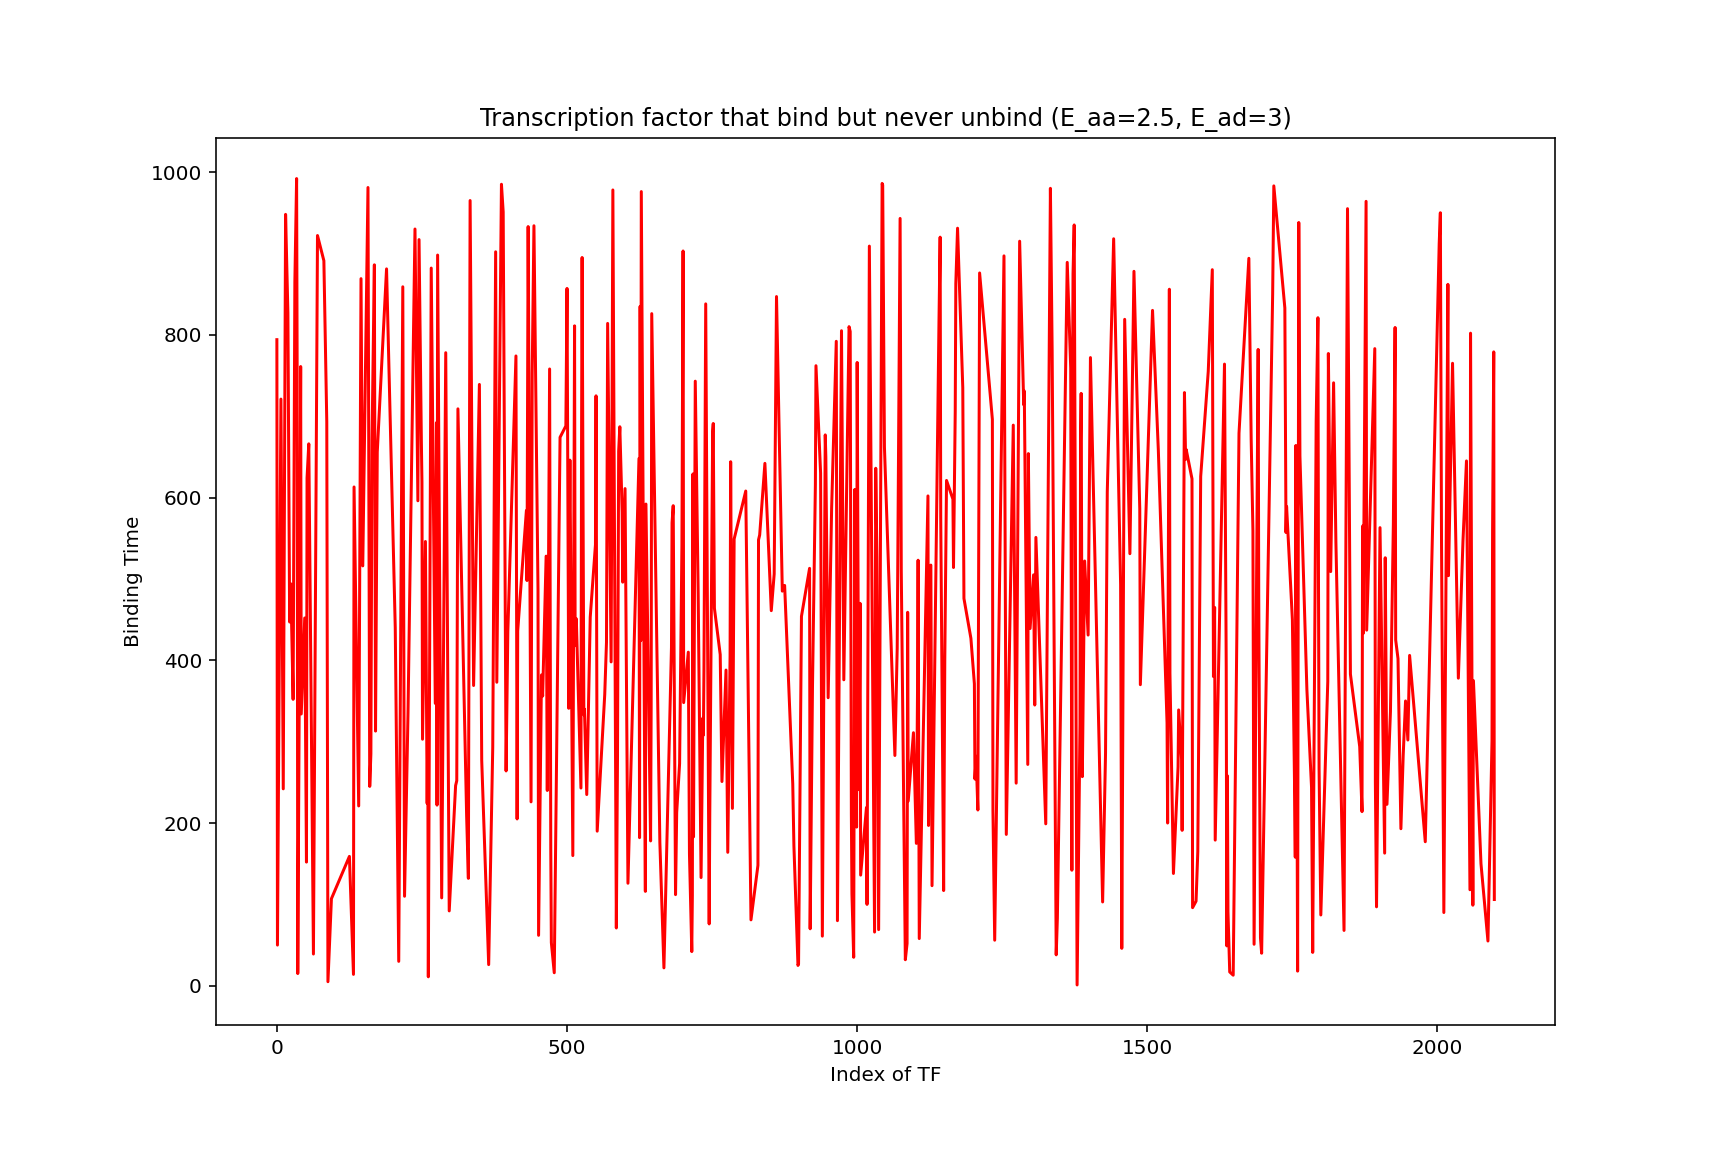 Transcription factor that bind but never unbind (E_aa=2.5, E_ad=3)
1000
800
600
400
200
0
Binding Time
0 500 1000 1500 2000
Index of TF